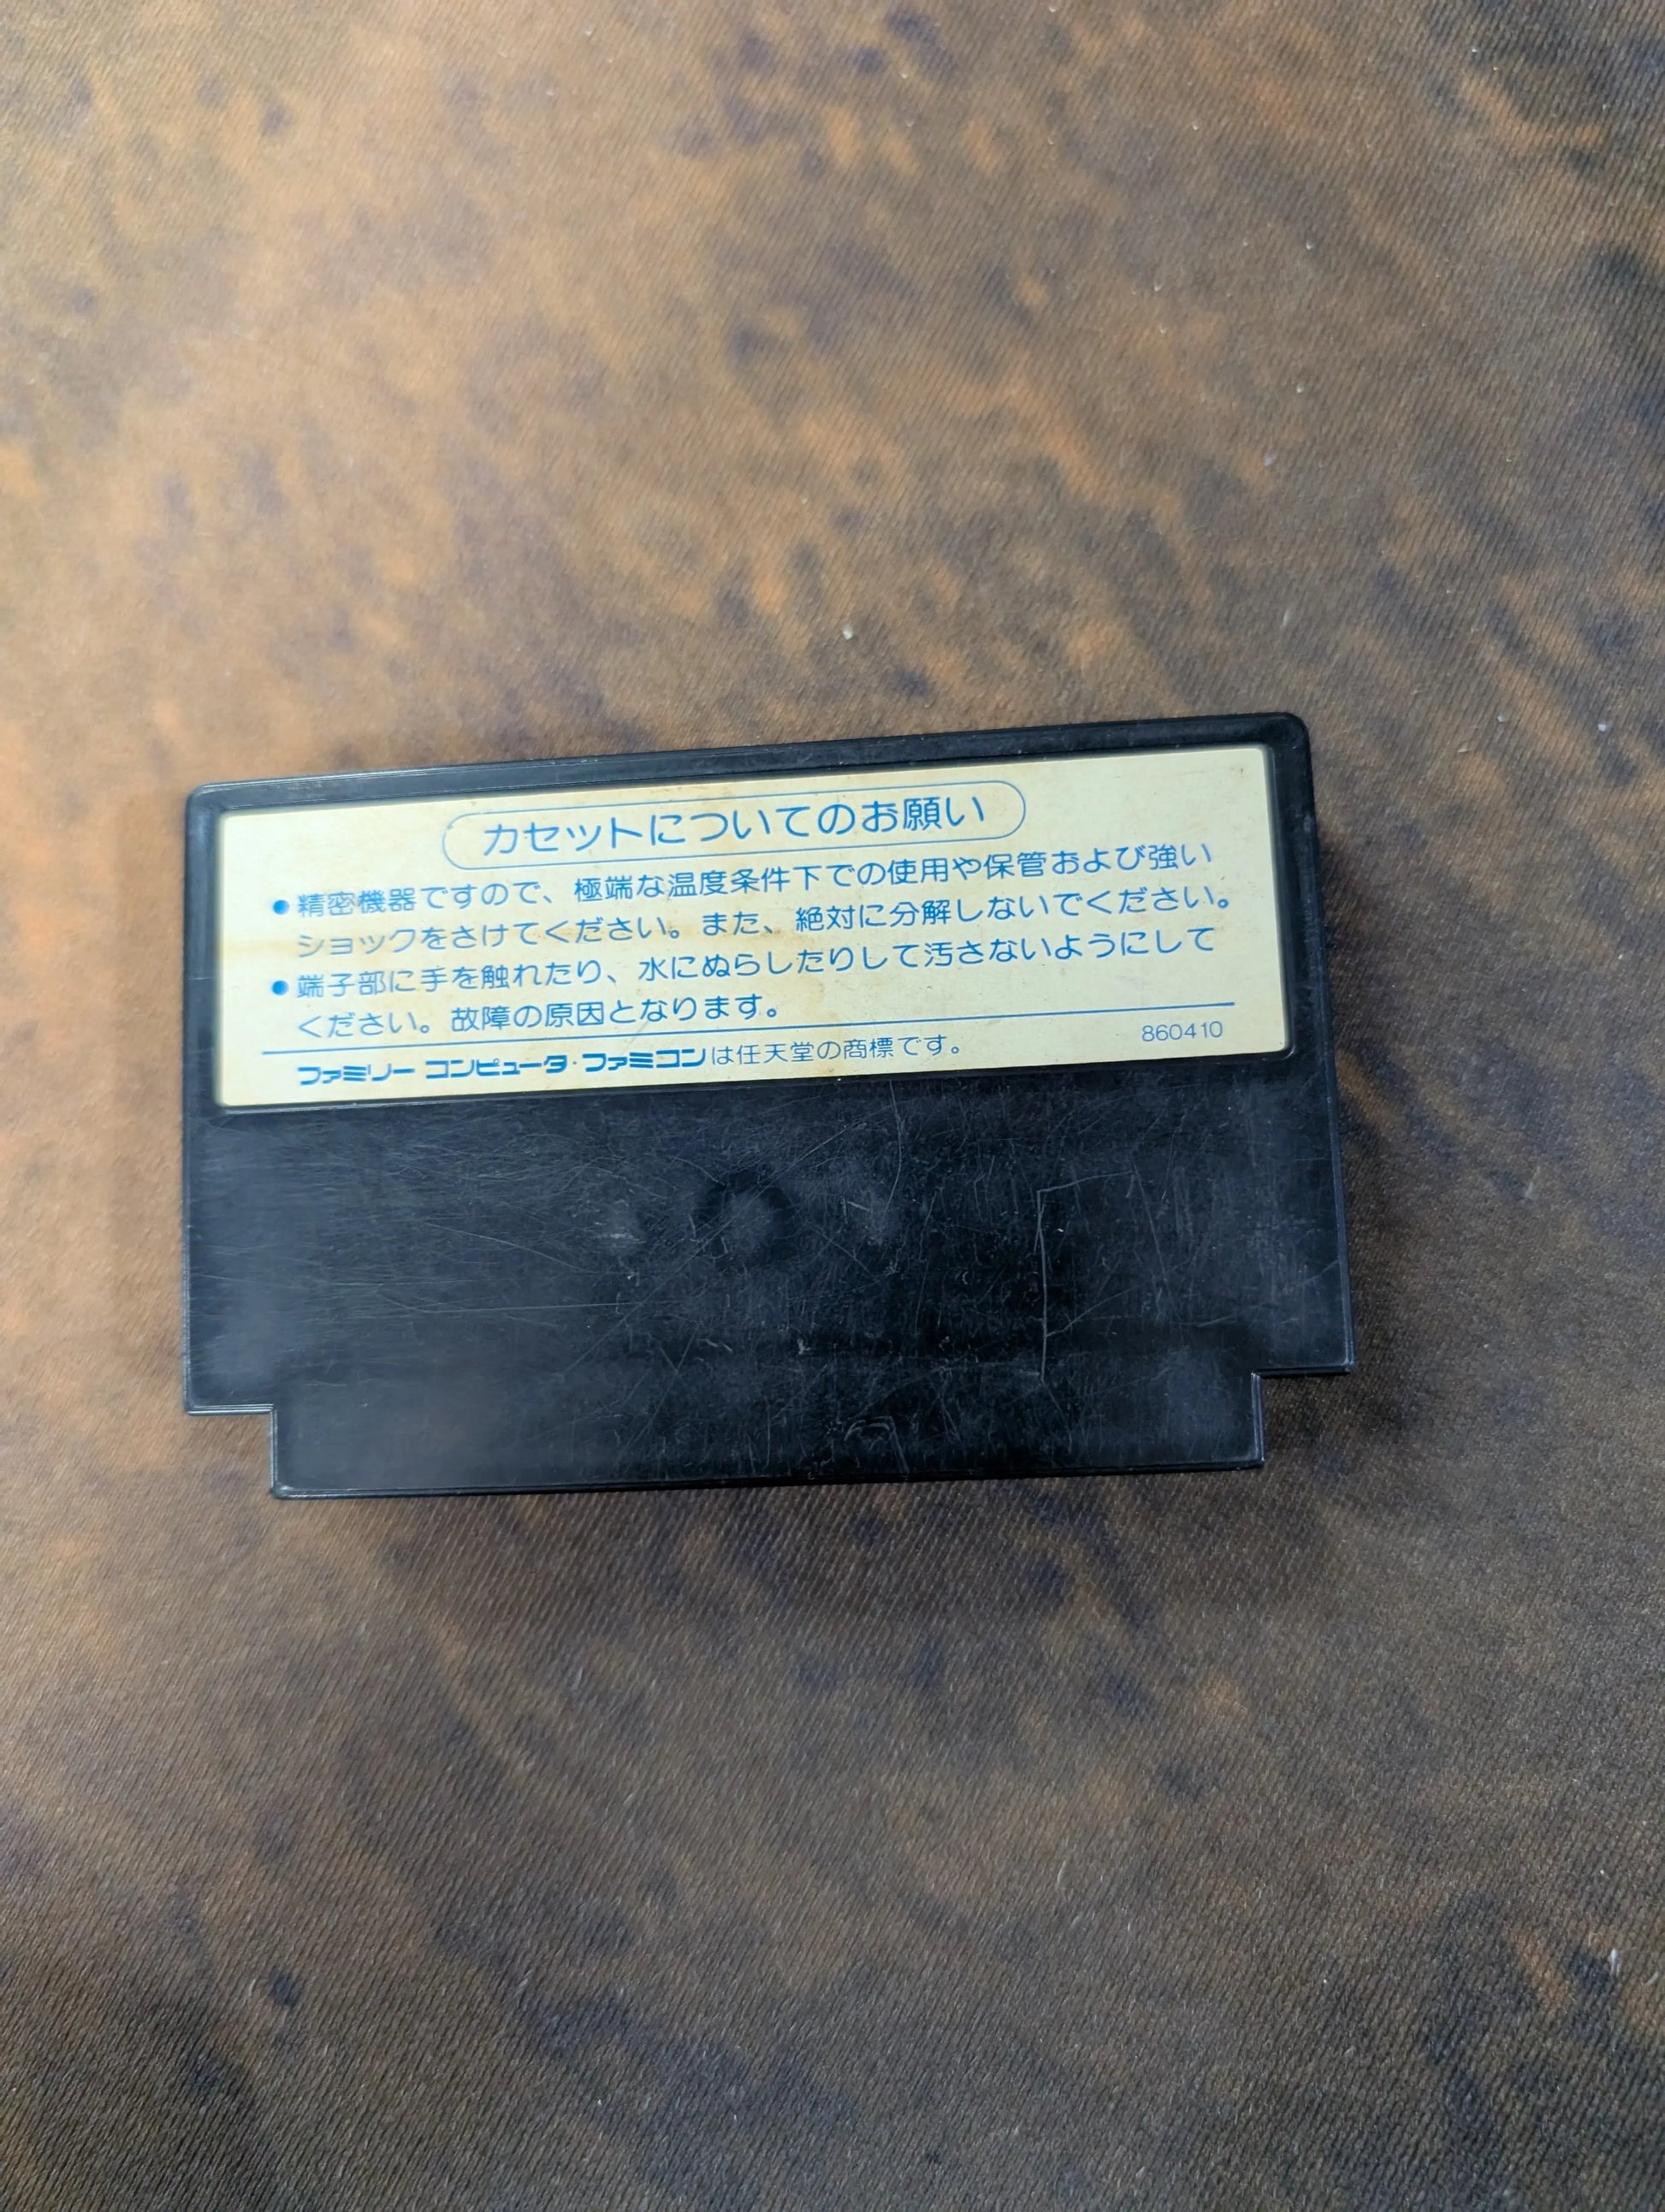 カセットについてのお願い
●精密機器ですので、極端な温度条件下での使用や保管および強い
ショックをさけてください。また、絶対に分解しないでください。
●端子部に手を触れたり、水にぬらしたりして汚さないようにして
ください。故障の原因となります。
ファミリー コンピュータ・ファミコンは任天堂の商標です。 860410